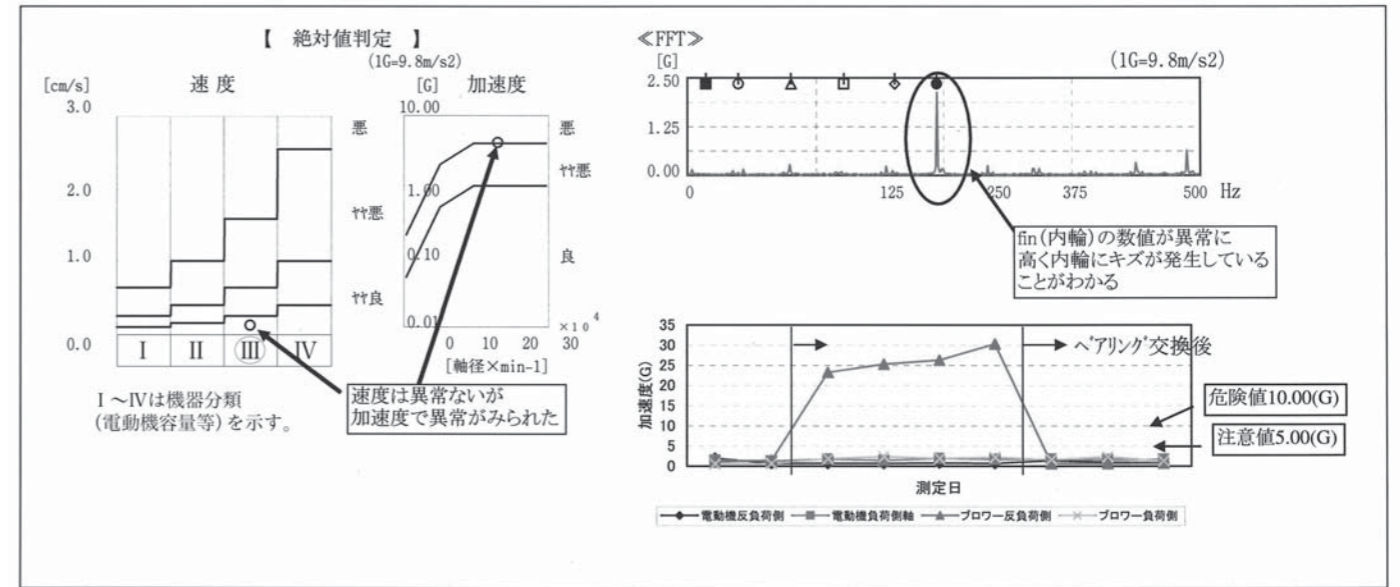 【 絶対値判定 】
(1G=9.8m/s2)
[cm/s]
速 度
3.0
2.0
1.0
0.0
悪
ヤヤ悪
ヤヤ良
I
II
III
IV
I～IVは機器分類
(電動機容量等)を示す。
[G]
加速度
10.00
1.00
0.10
0.01
悪
ヤヤ悪
良
×10⁴
0 10 20 30
[軸径×min-1]
速度は異常ないが
加速度で異常がみられた
≪FFT≫
[G]
(1G=9.8m/s2)
2.50
1.25
0.00
0 125 250 375 500 Hz
fin(内輪)の数値が異常に
高く内輪にキズが発生している
ことがわかる
加速度(G)
35
30
25
20
15
10
5
0
ベアリング交換後
危険値10.00(G)
注意値5.00(G)
測定日
電動機反負荷側 電動機負荷側軸 ブロワー反負荷側 ブロワー負荷側